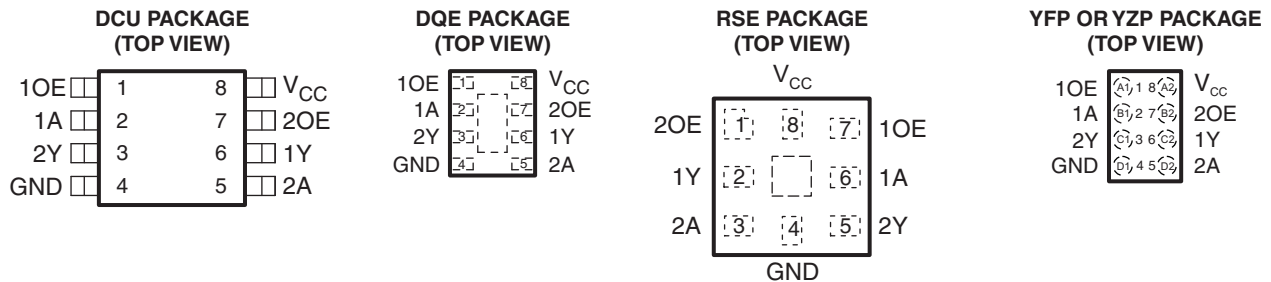 DCU PACKAGE
(TOP VIEW)
1OE 1 8 VCC
1A 2 7 2OE
2Y 3 6 1Y
GND 4 5 2A
DQE PACKAGE
(TOP VIEW)
1OE 1 8 VCC
1A 2 7 2OE
2Y 3 6 1Y
GND 4 5 2A
RSE PACKAGE
(TOP VIEW)
VCC
2OE 1 8 7 1OE
1Y 2 6 1A
2A 3 4 5 2Y
GND
YFP OR YZP PACKAGE
(TOP VIEW)
1OE A1 1 8 A2 VCC
1A B1 2 7 B2 2OE
2Y C1 3 6 C2 1Y
GND D1 4 5 D2 2A